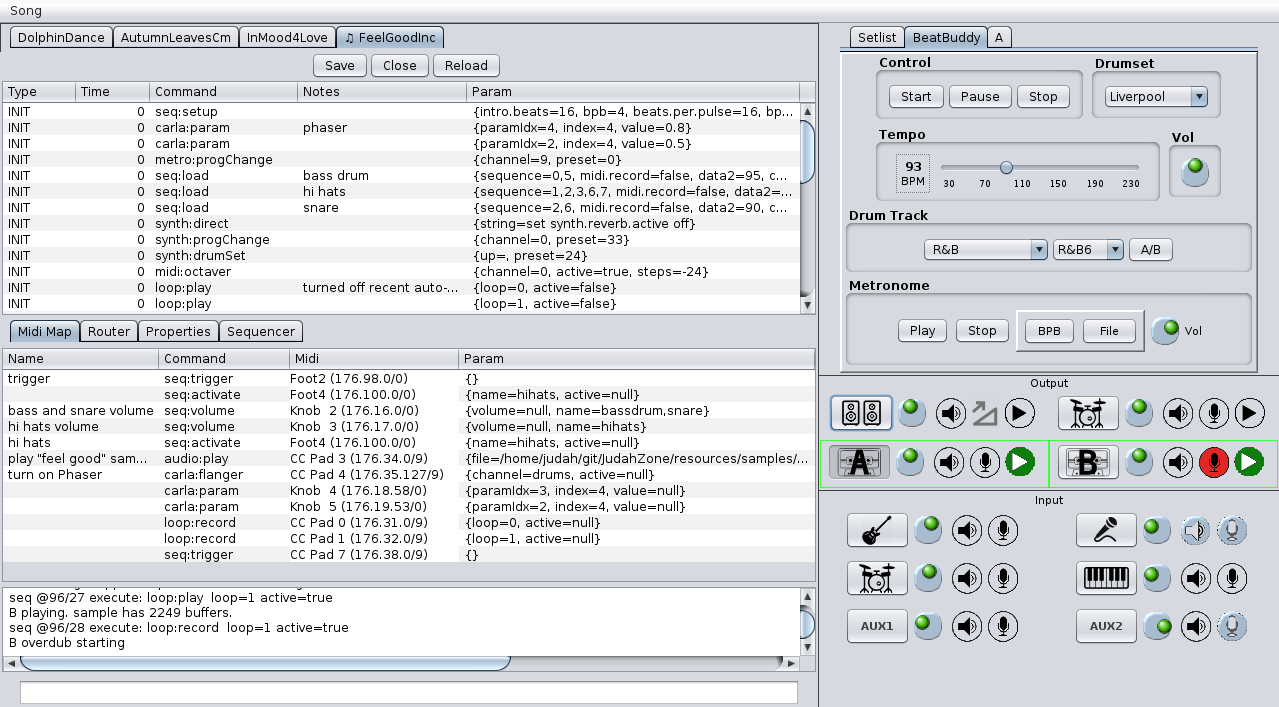 Song
DolphinDance AutumnLeavesCm InMood4Love ♫ FeelGoodInc
Save Close Reload
Type Time Command Notes Param
INIT 0 seq:setup {intro.beats=16, bpb=4, beats.per.pulse=16, bp...
INIT 0 carla:param phaser {paramIdx=4, index=4, value=0.8}
INIT 0 carla:param {paramIdx=2, index=4, value=0.5}
INIT 0 metro:progChange {channel=9, preset=0}
INIT 0 seq:load bass drum {sequence=0,5, midi.record=false, data2=95, c...
INIT 0 seq:load hi hats {sequence=1,2,3,6,7, midi.record=false, data2=...
INIT 0 seq:load snare {sequence=2,6, midi.record=false, data2=90, c...
INIT 0 synth:direct {string=set synth.reverb.active off}
INIT 0 synth:progChange {channel=0, preset=33}
INIT 0 synth:drumSet {up=, preset=24}
INIT 0 midi:octaver {channel=0, active=true, steps=-24}
INIT 0 loop:play turned off recent auto-... {loop=0, active=false}
INIT 0 loop:play {loop=1, active=false}
Midi Map Router Properties Sequencer
Name Command Midi Param
trigger seq:trigger Foot2 (176.98.0/0) {}
seq:activate Foot4 (176.100.0/0) {name=hihats, active=null}
bass and snare volume seq:volume Knob 2 (176.16.0/0) {volume=null, name=bassdrum,snare}
hi hats volume seq:volume Knob 3 (176.17.0/0) {volume=null, name=hihats}
hi hats seq:activate Foot4 (176.100.0/0) {name=hihats, active=null}
play "feel good" sam... audio:play CC Pad 3 (176.34.0/9) {file=/home/judah/git/JudahZone/resources/samples/...
turn on Phaser carla:flanger CC Pad 4 (176.35.127/9) {channel=drums, active=null}
carla:param Knob 4 (176.18.58/0) {paramIdx=3, index=4, value=null}
carla:param Knob 5 (176.19.53/0) {paramIdx=2, index=4, value=null}
loop:record CC Pad 0 (176.31.0/9) {loop=0, active=null}
loop:record CC Pad 1 (176.32.0/9) {loop=1, active=null}
seq:trigger CC Pad 7 (176.38.0/9) {}
seq @96/27 execute: loop:play loop=1 active=true
B playing. sample has 2249 buffers.
seq @96/28 execute: loop:record loop=1 active=true
B overdub starting
Setlist BeatBuddy A
Control Drumset
Start Pause Stop Liverpool
Tempo Vol
93
BPM
30 70 110 150 190 230
Drum Track
R&B R&B6 A/B
Metronome
Play Stop BPB File Vol
Output
A B
Input
AUX1 AUX2